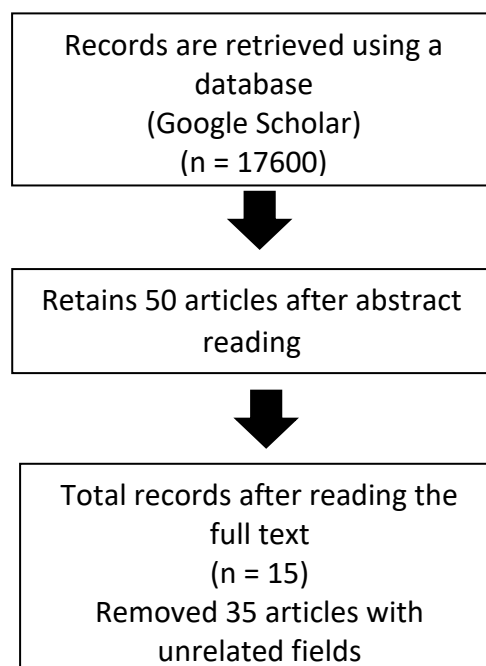 Records are retrieved using a
database
(Google Scholar)
(n = 17600)
Retains 50 articles after abstract
reading
Total records after reading the
full text
(n = 15)
Removed 35 articles with
unrelated fields